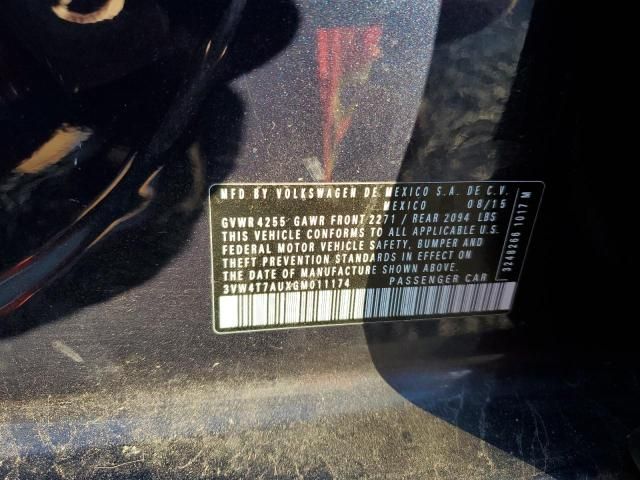 MFD BY VOLKSWAGEN DE MEXICO S.A. DE C.V.
MEXICO 08/15
GVWR 4255 GAWR FRONT 2271 / REAR 2094 LBS
THIS VEHICLE CONFORMS TO ALL APPLICABLE U.S.
FEDERAL MOTOR VEHICLE SAFETY, BUMPER AND
THEFT PREVENTION STANDARDS IN EFFECT ON
THE DATE OF MANUFACTURE SHOWN ABOVE.
3VW4T7AUXGM011174 PASSENGER CAR
3248266 1017 M